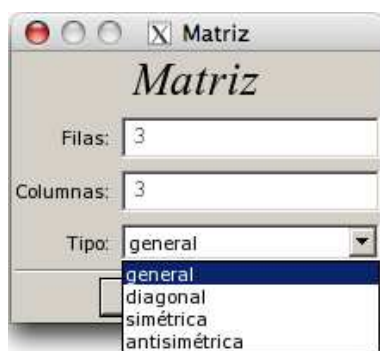 Matriz
Matriz
Filas: 3
Columnas: 3
Tipo: general
general
diagonal
simétrica
antisimétrica